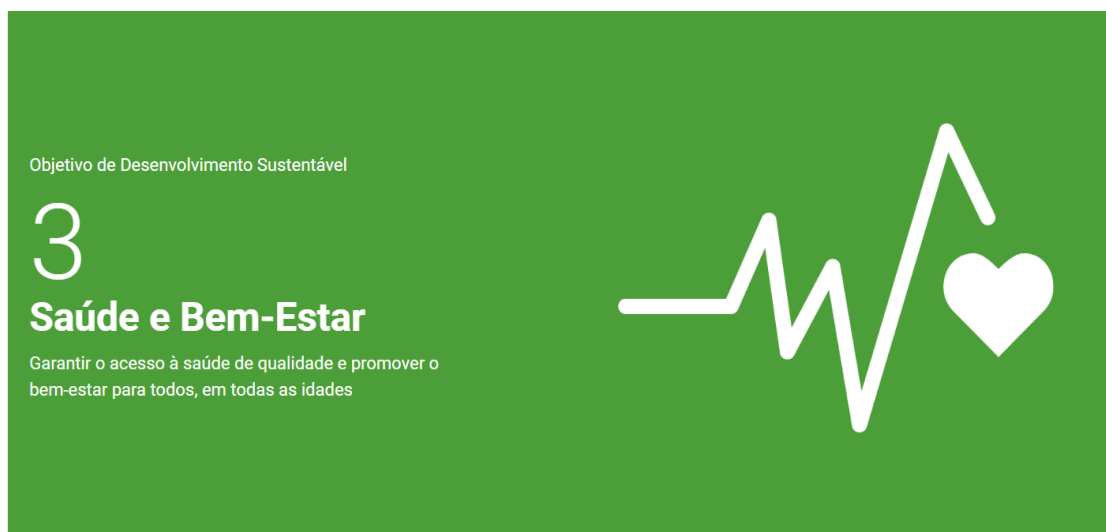 Objetivo de Desenvolvimento Sustentável
3
Saúde e Bem-Estar
Garantir o acesso à saúde de qualidade e promover o
bem-estar para todos, em todas as idades